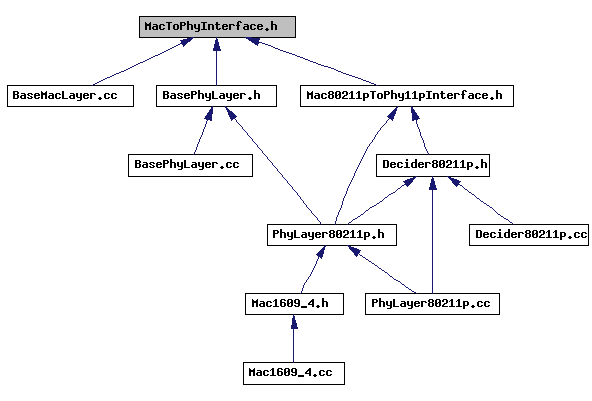 MacToPhyInterface.h
BaseMacLayer.cc
BasePhyLayer.h
Mac80211pToPhy11pInterface.h
BasePhyLayer.cc
Decider80211p.h
PhyLayer80211p.h
Decider80211p.cc
Mac1609_4.h
PhyLayer80211p.cc
Mac1609_4.cc